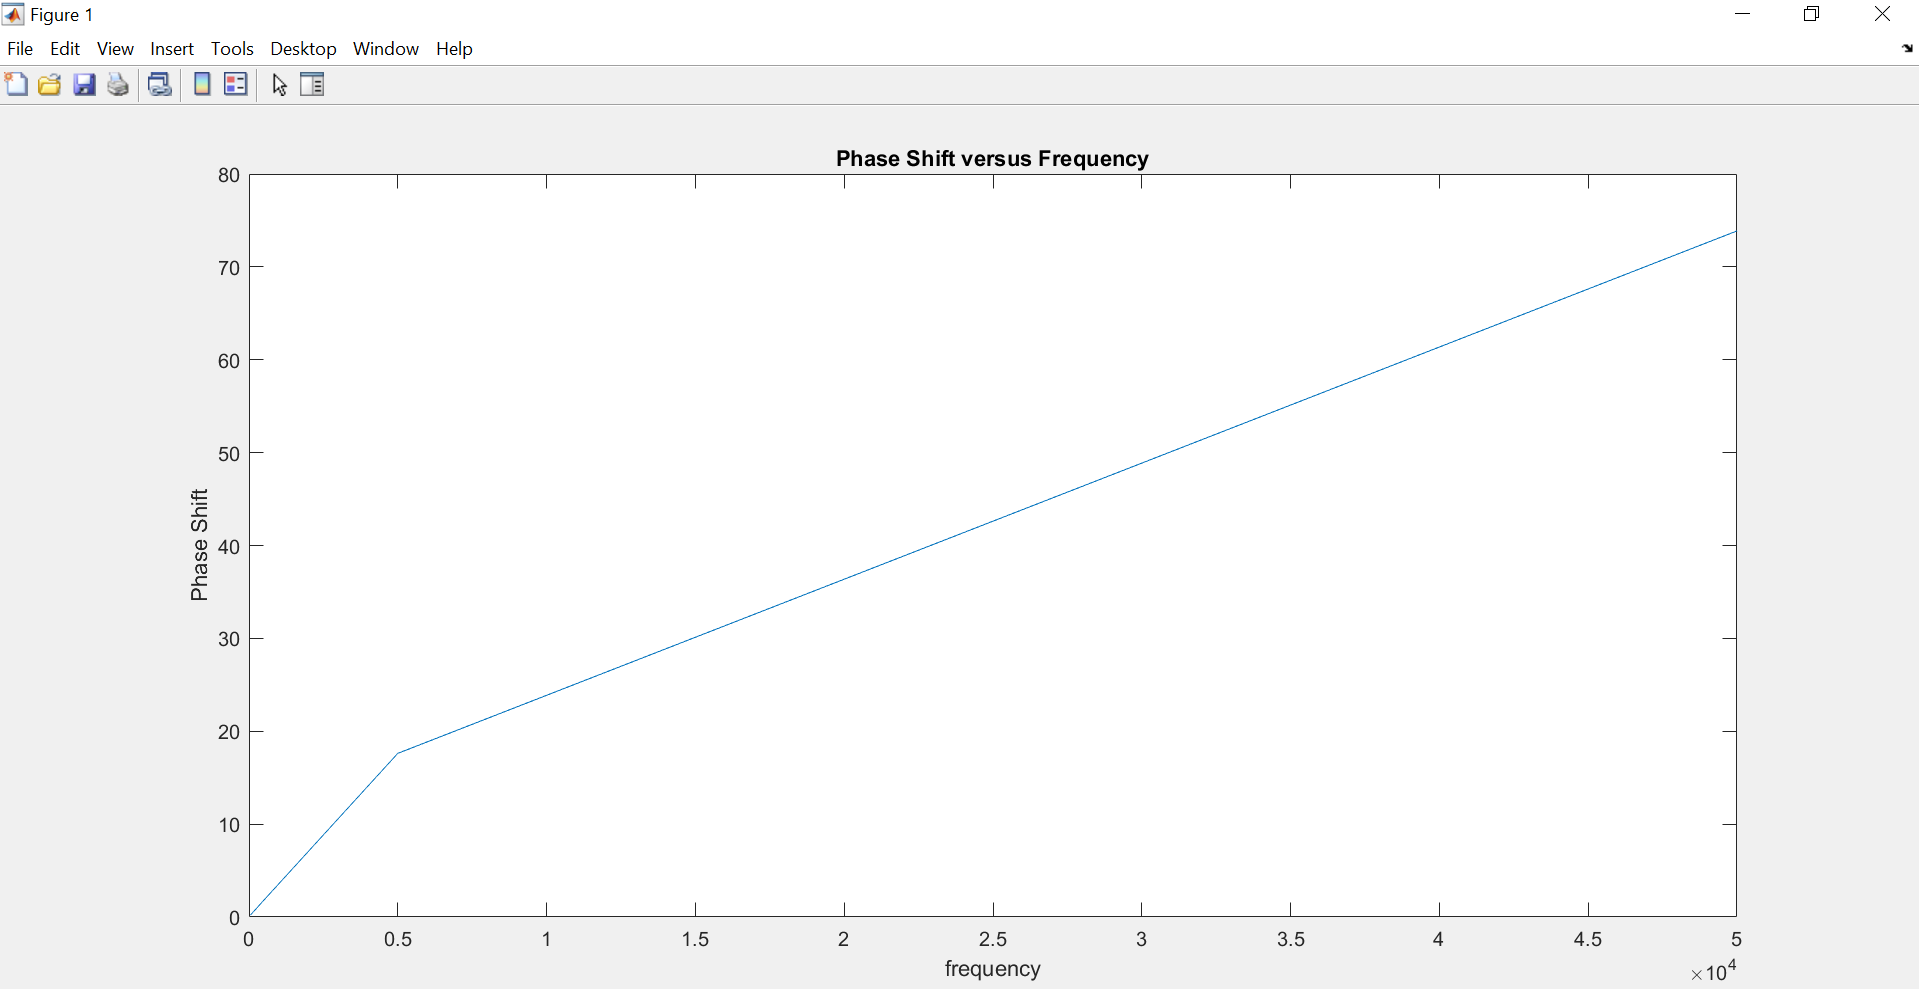 Figure 1
File Edit View Insert Tools Desktop Window Help
Phase Shift versus Frequency
80
70
60
50
40
30
20
10
0
Phase Shift
0 0.5 1 1.5 2 2.5 3 3.5 4 4.5 5
frequency
×10⁴